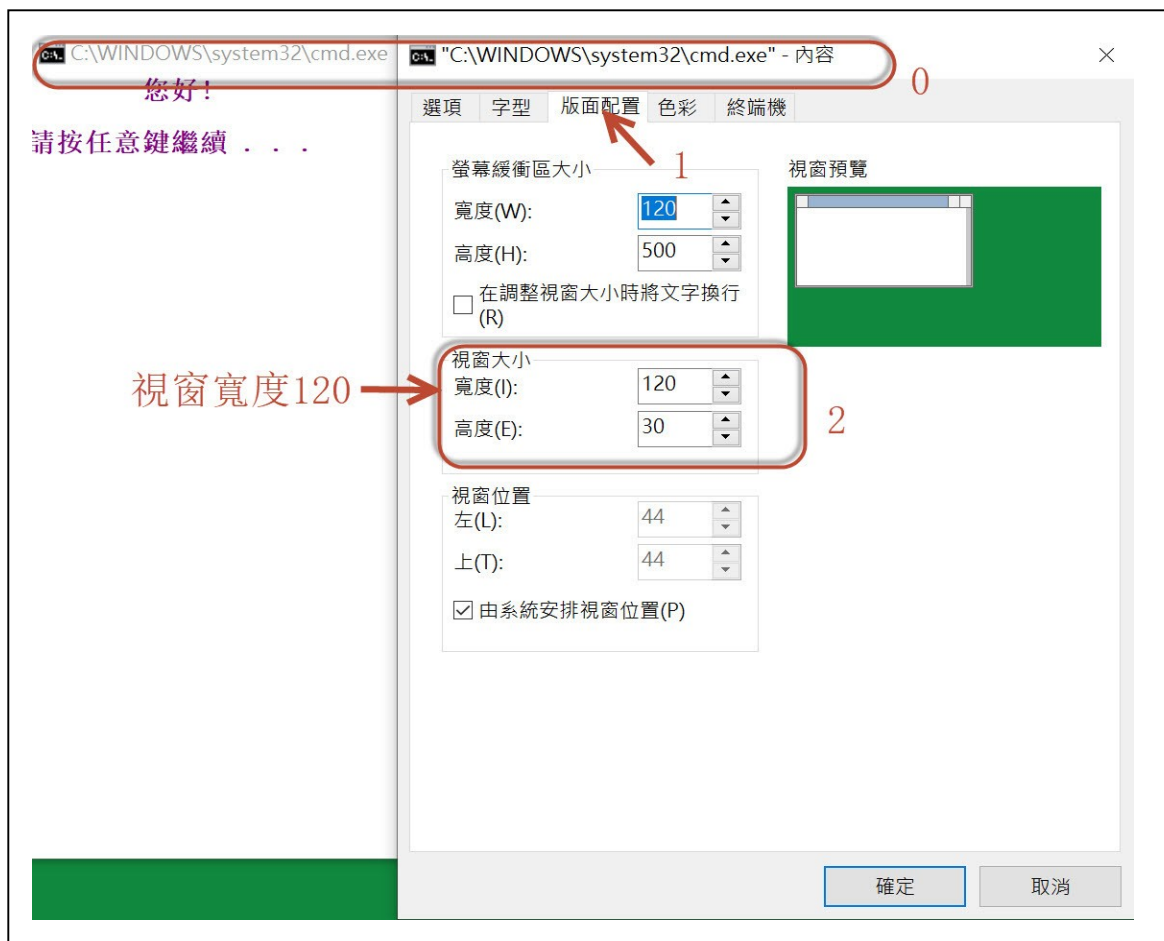 C:\WINDOWS\system32\cmd.exe
"C:\WINDOWS\system32\cmd.exe" - 內容
0
您好!
請按任意鍵繼續 . . .
選項 字型 版面配置 色彩 終端機
1
螢幕緩衝區大小
寬度(W): 120
高度(H): 500
在調整視窗大小時將文字換行
(R)
視窗預覽
視窗寬度120
視窗大小
寬度(I): 120
高度(E): 30
2
視窗位置
左(L): 44
上(T): 44
由系統安排視窗位置(P)
確定 取消